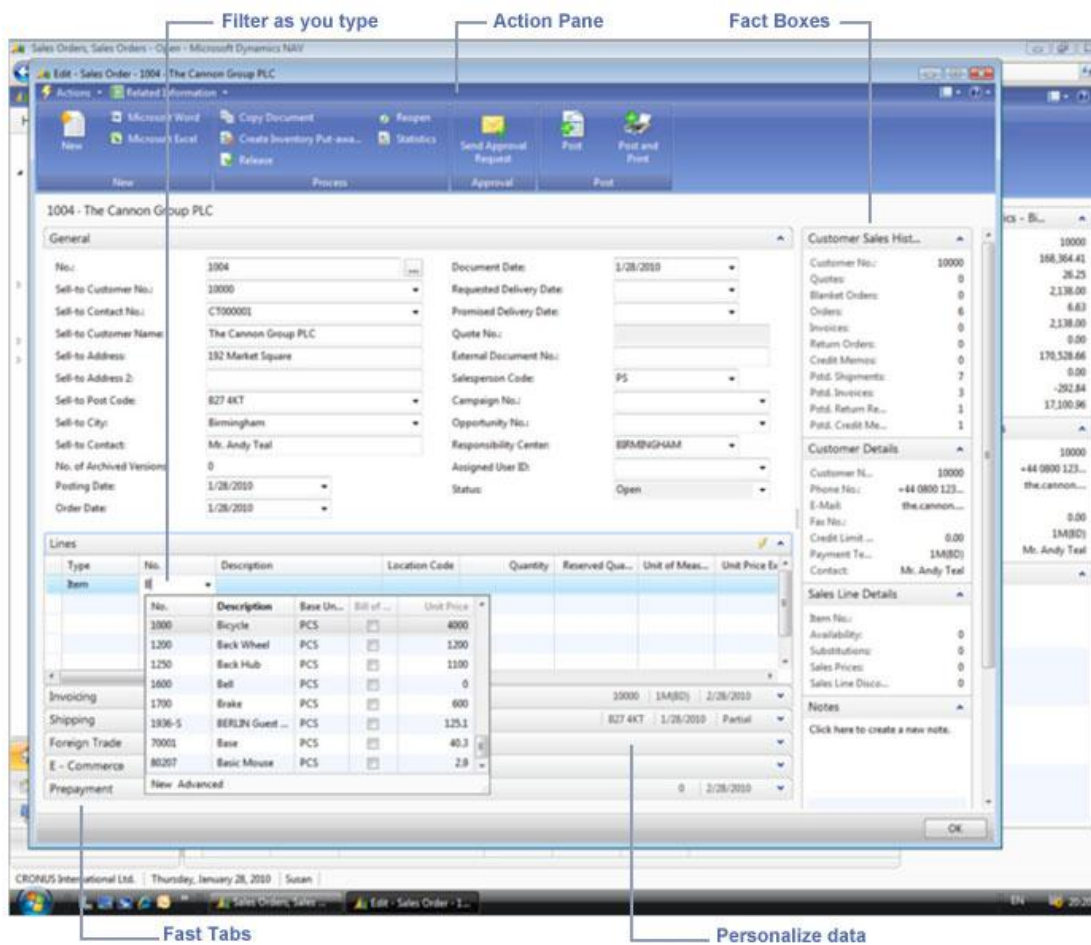 Filter as you type
Action Pane
Fact Boxes
Sales Orders, Sales Orders - Open - Microsoft Dynamics NAV
Edit - Sales Order - 1004 - The Cannon Group PLC
Actions
Related Information
New
Microsoft Word
Microsoft Excel
Copy Document
Create Inventory Put-awa...
Release
Reopen
Statistics
Send Approval Request
Post
Post and Print
New
Process
Approval
Post
1004 - The Cannon Group PLC
General
No.: 1004
Sell-to Customer No.: 10000
Sell-to Contact No.: CT000001
Sell-to Customer Name: The Cannon Group PLC
Sell-to Address: 192 Market Square
Sell-to Address 2:
Sell-to Post Code: B27 4KT
Sell-to City: Birmingham
Sell-to Contact: Mr. Andy Teal
No. of Archived Versions 0
Posting Date: 1/28/2010
Order Date: 1/28/2010
Document Date: 1/28/2010
Requested Delivery Date:
Promised Delivery Date:
Quote No.:
External Document No.:
Salesperson Code: PS
Campaign No.:
Opportunity No.:
Responsibility Center: BIRMINGHAM
Assigned User ID:
Status: Open
Lines
Type No. Description Location Code Quantity Reserved Qua... Unit of Meas... Unit Price Ex
Item
No. Description Base Un... Bill of ... Unit Price
1000 Bicycle PCS 4000
1200 Back Wheel PCS 1200
1250 Back Hub PCS 1100
1600 Bell PCS 0
1700 Brake PCS 600
1936-S BERLIN Guest ... PCS 125.1
70001 Base PCS 40.3
80207 Basic Mouse PCS 2.9
New Advanced
Invoicing 10000 1M(8D) 2/28/2010
Shipping B27 4KT 1/28/2010 Partial
Foreign Trade
E - Commerce
Prepayment 0 2/28/2010
Customer Sales Hist...
Customer No.: 10000
Quotes: 0
Blanket Orders: 0
Orders: 6
Invoices: 0
Return Orders: 0
Credit Memos: 0
Pstd. Shipments: 7
Pstd. Invoices: 3
Pstd. Return Re... 1
Pstd. Credit Me... 1
Customer Details
Customer N... 10000
Phone No.: +44 0800 123...
E-Mail: the.cannon....
Fax No.:
Credit Limit ... 0.00
Payment Te... 1M(8D)
Contact: Mr. Andy Teal
Sales Line Details
Item No.:
Availability: 0
Substitutions: 0
Sales Prices: 0
Sales Line Disco... 0
Notes
Click here to create a new note.
OK
ics - Bi...
10000
168,364.41
26.25
2,138.00
6.63
2,138.00
0.00
170,528.66
0.00
-292.84
17,100.96
10000
+44 0800 123...
the.cannon....
0.00
1M(8D)
Mr. Andy Teal
CRONUS International Ltd. Thursday, January 28, 2010 Susan
Sales Orders, Sales ...
Edit - Sales Order - 1...
EN
Fast Tabs
Personalize data